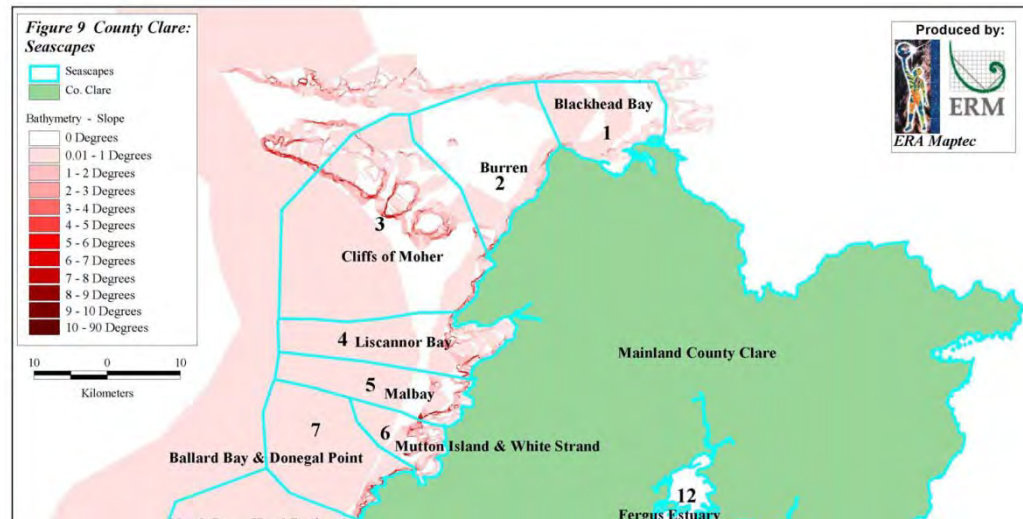 Figure 9 County Clare:
Seascapes
Seascapes
Co. Clare
Bathymetry - Slope
0 Degrees
0.01 - 1 Degrees
1 - 2 Degrees
2 - 3 Degrees
3 - 4 Degrees
4 - 5 Degrees
5 - 6 Degrees
6 - 7 Degrees
7 - 8 Degrees
8 - 9 Degrees
9 - 10 Degrees
10 - 90 Degrees
10 0 10
Kilometers
Produced by:
ERM
ERA Maptec
Blackhead Bay
1
Burren
2
3
Cliffs of Moher
4 Liscannor Bay
Mainland County Clare
5 Malbay
6
Mutton Island & White Strand
7
Ballard Bay & Donegal Point
12
Fergus Estuary